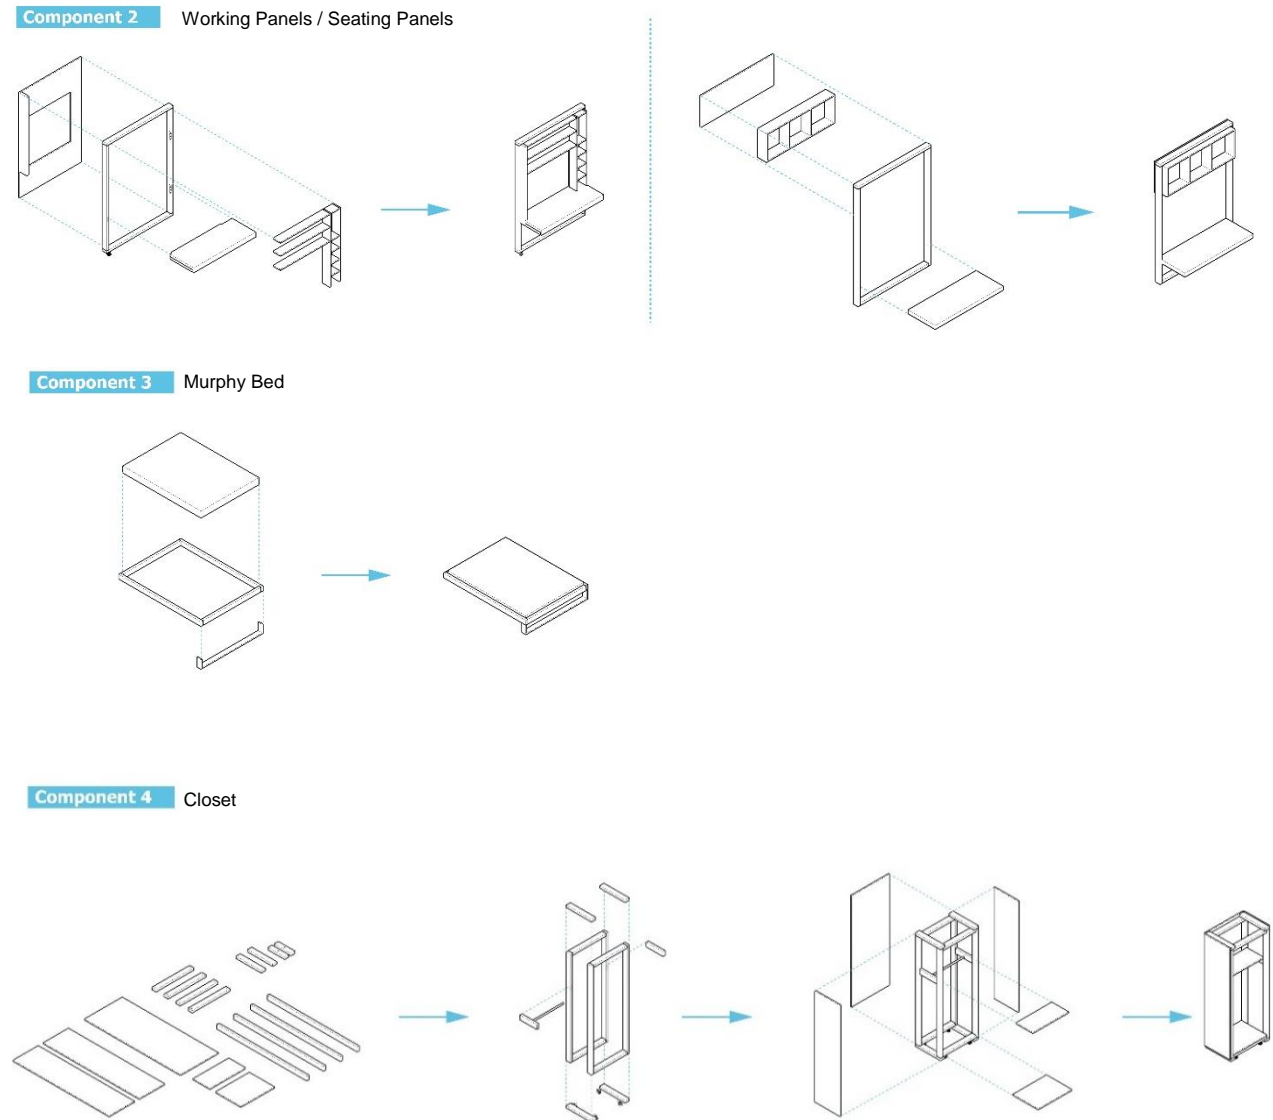 Component 2 Working Panels / Seating Panels
Component 3 Murphy Bed
Component 4 Closet